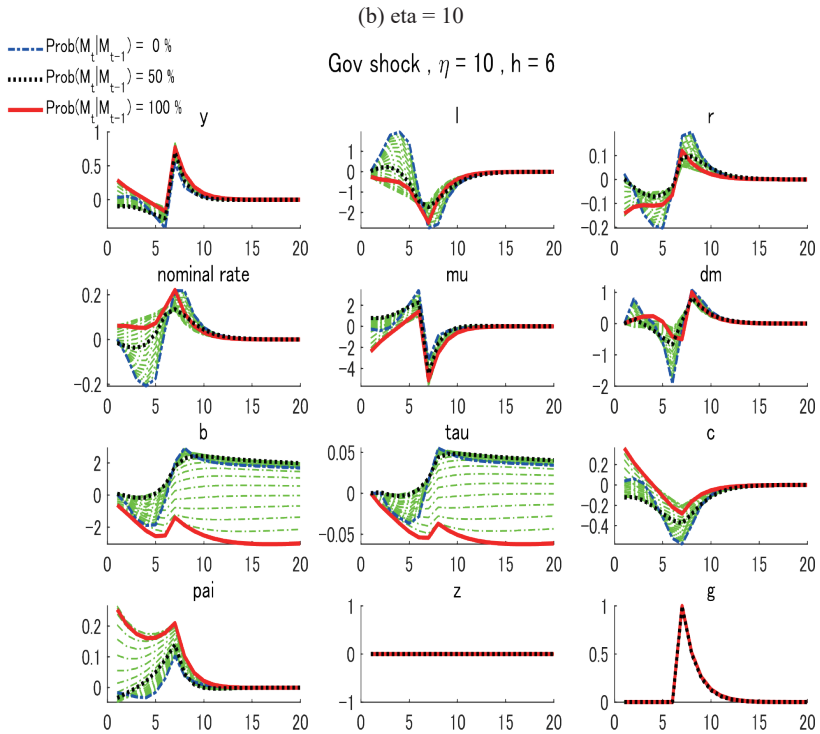 (b) eta = 10
Prob(M_t|M_{t-1}) = 0 %
Prob(M_t|M_{t-1}) = 50 %
Prob(M_t|M_{t-1}) = 100 %
Gov shock , η = 10 , h = 6
y
1
0.5
0
0 5 10 15 20
l
1
0
-1
-2
0 5 10 15 20
r
0.1
0
-0.1
-0.2
0 5 10 15 20
nominal rate
0.2
0
-0.2
0 5 10 15 20
mu
2
0
-2
-4
0 5 10 15 20
dm
1
0
-1
-2
0 5 10 15 20
b
2
0
-2
0 5 10 15 20
tau
0.05
0
-0.05
0 5 10 15 20
c
0.2
0
-0.2
-0.4
0 5 10 15 20
pai
0.2
0.1
0
0 5 10 15 20
z
1
0
-1
0 5 10 15 20
g
1
0.5
0
0 5 10 15 20